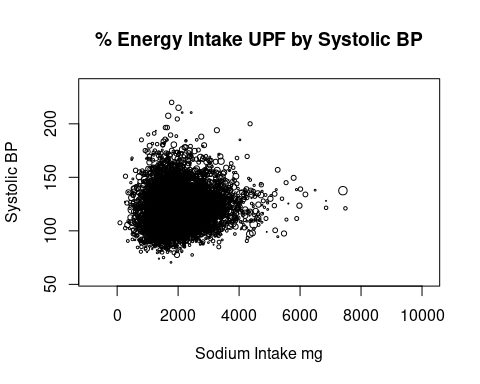 % Energy Intake UPF by Systolic BP
Systolic BP
200
150
100
50
0 2000 4000 6000 8000 10000
Sodium Intake mg